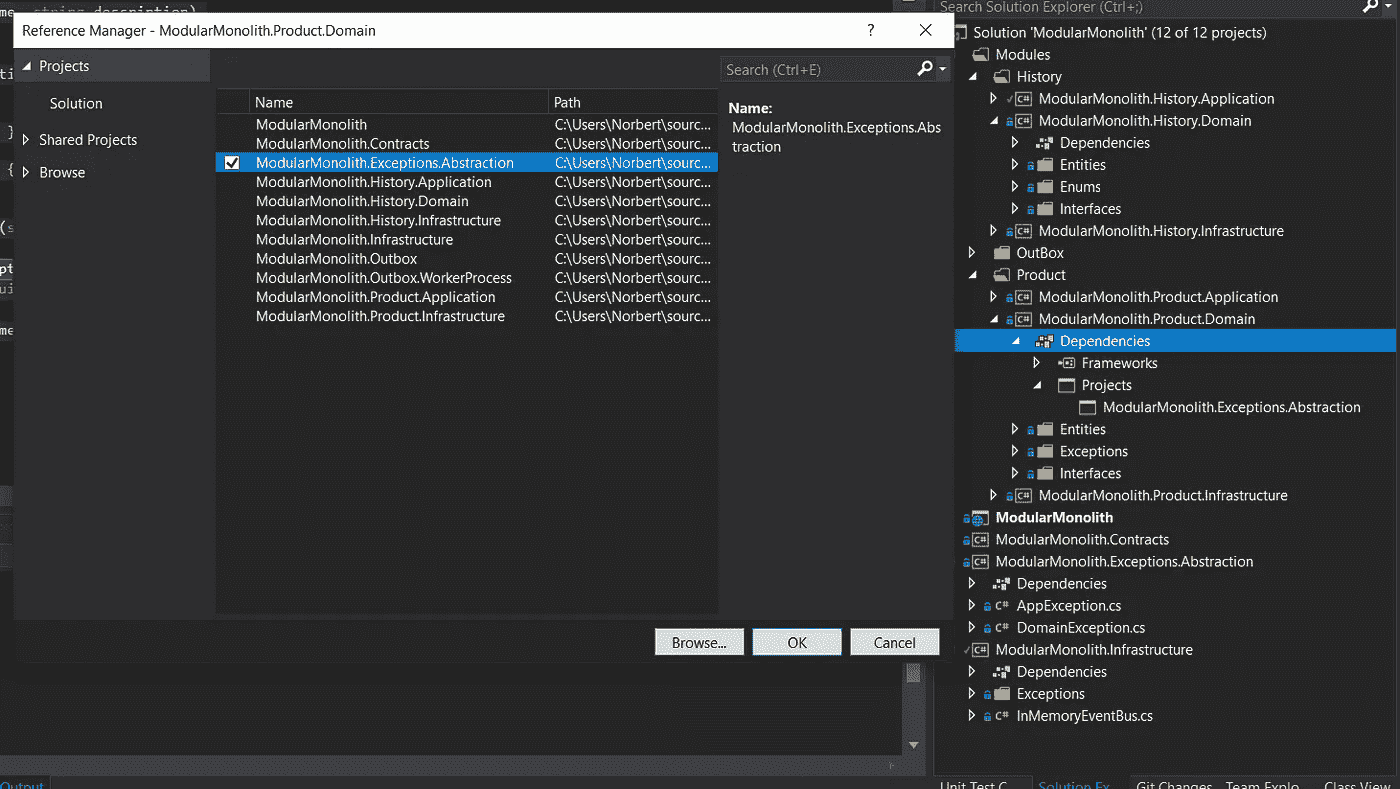 me, string description)
Reference Manager - ModularMonolith.Product.Domain
?
Projects
Solution
Shared Projects
Browse
Search (Ctrl+E)
Name Path
ModularMonolith C:\Users\Norbert\sourc...
ModularMonolith.Contracts C:\Users\Norbert\sourc...
ModularMonolith.Exceptions.Abstraction C:\Users\Norbert\sourc...
ModularMonolith.History.Application C:\Users\Norbert\sourc...
ModularMonolith.History.Domain C:\Users\Norbert\sourc...
ModularMonolith.History.Infrastructure C:\Users\Norbert\sourc...
ModularMonolith.Infrastructure C:\Users\Norbert\sourc...
ModularMonolith.Outbox C:\Users\Norbert\sourc...
ModularMonolith.Outbox.WorkerProcess C:\Users\Norbert\sourc...
ModularMonolith.Product.Application C:\Users\Norbert\sourc...
ModularMonolith.Product.Infrastructure C:\Users\Norbert\sourc...
Name:
ModularMonolith.Exceptions.Abs
traction
Browse...
OK
Cancel
Search Solution Explorer (Ctrl+;)
Solution 'ModularMonolith' (12 of 12 projects)
Modules
History
C# ModularMonolith.History.Application
C# ModularMonolith.History.Domain
Dependencies
Entities
Enums
Interfaces
C# ModularMonolith.History.Infrastructure
OutBox
Product
C# ModularMonolith.Product.Application
C# ModularMonolith.Product.Domain
Dependencies
Frameworks
Projects
ModularMonolith.Exceptions.Abstraction
Entities
Exceptions
Interfaces
C# ModularMonolith.Product.Infrastructure
ModularMonolith
C# ModularMonolith.Contracts
C# ModularMonolith.Exceptions.Abstraction
Dependencies
C# AppException.cs
C# DomainException.cs
C# ModularMonolith.Infrastructure
Dependencies
Exceptions
C# InMemoryEventBus.cs
Output
Unit Test C... Solution Ex... Git Changes Team Explo... Class View